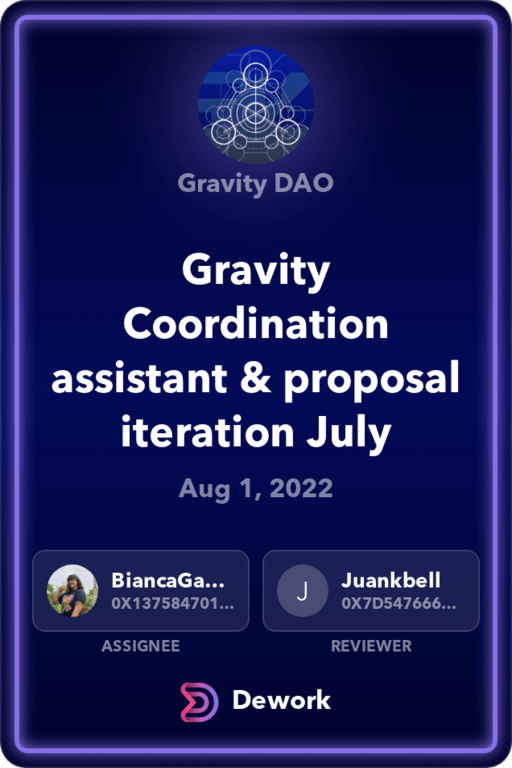 Gravity DAO
Gravity
Coordination
assistant & proposal
iteration July
Aug 1, 2022
BiancaGa...
0X137584701...
ASSIGNEE
J
Juankbell
0X7D547666...
REVIEWER
Dework